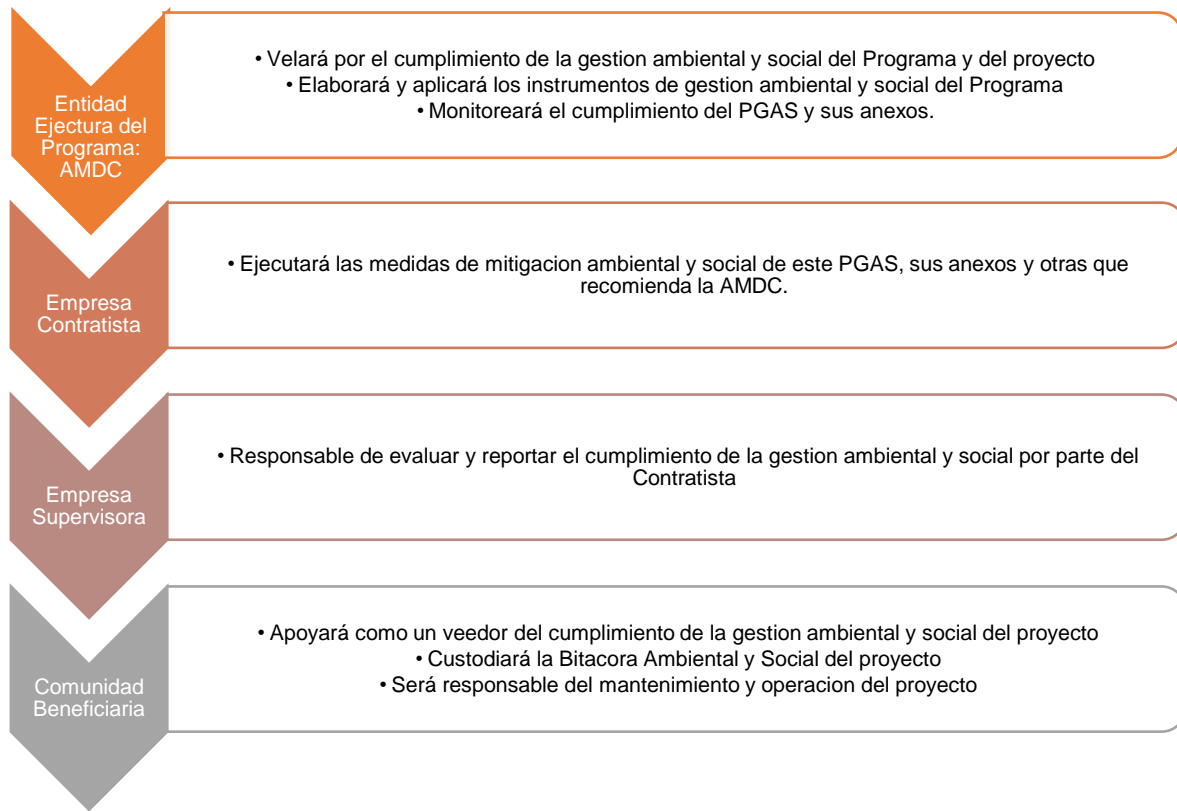 Entidad
Ejectura del
Programa:
AMDC
• Velará por el cumplimiento de la gestion ambiental y social del Programa y del proyecto
• Elaborará y aplicará los instrumentos de gestion ambiental y social del Programa
• Monitoreará el cumplimiento del PGAS y sus anexos.
Empresa
Contratista
• Ejecutará las medidas de mitigacion ambiental y social de este PGAS, sus anexos y otras que
recomienda la AMDC.
Empresa
Supervisora
• Responsable de evaluar y reportar el cumplimiento de la gestion ambiental y social por parte del
Contratista
Comunidad
Beneficiaria
• Apoyará como un veedor del cumplimiento de la gestion ambiental y social del proyecto
• Custodiará la Bitacora Ambiental y Social del proyecto
• Será responsable del mantenimiento y operacion del proyecto